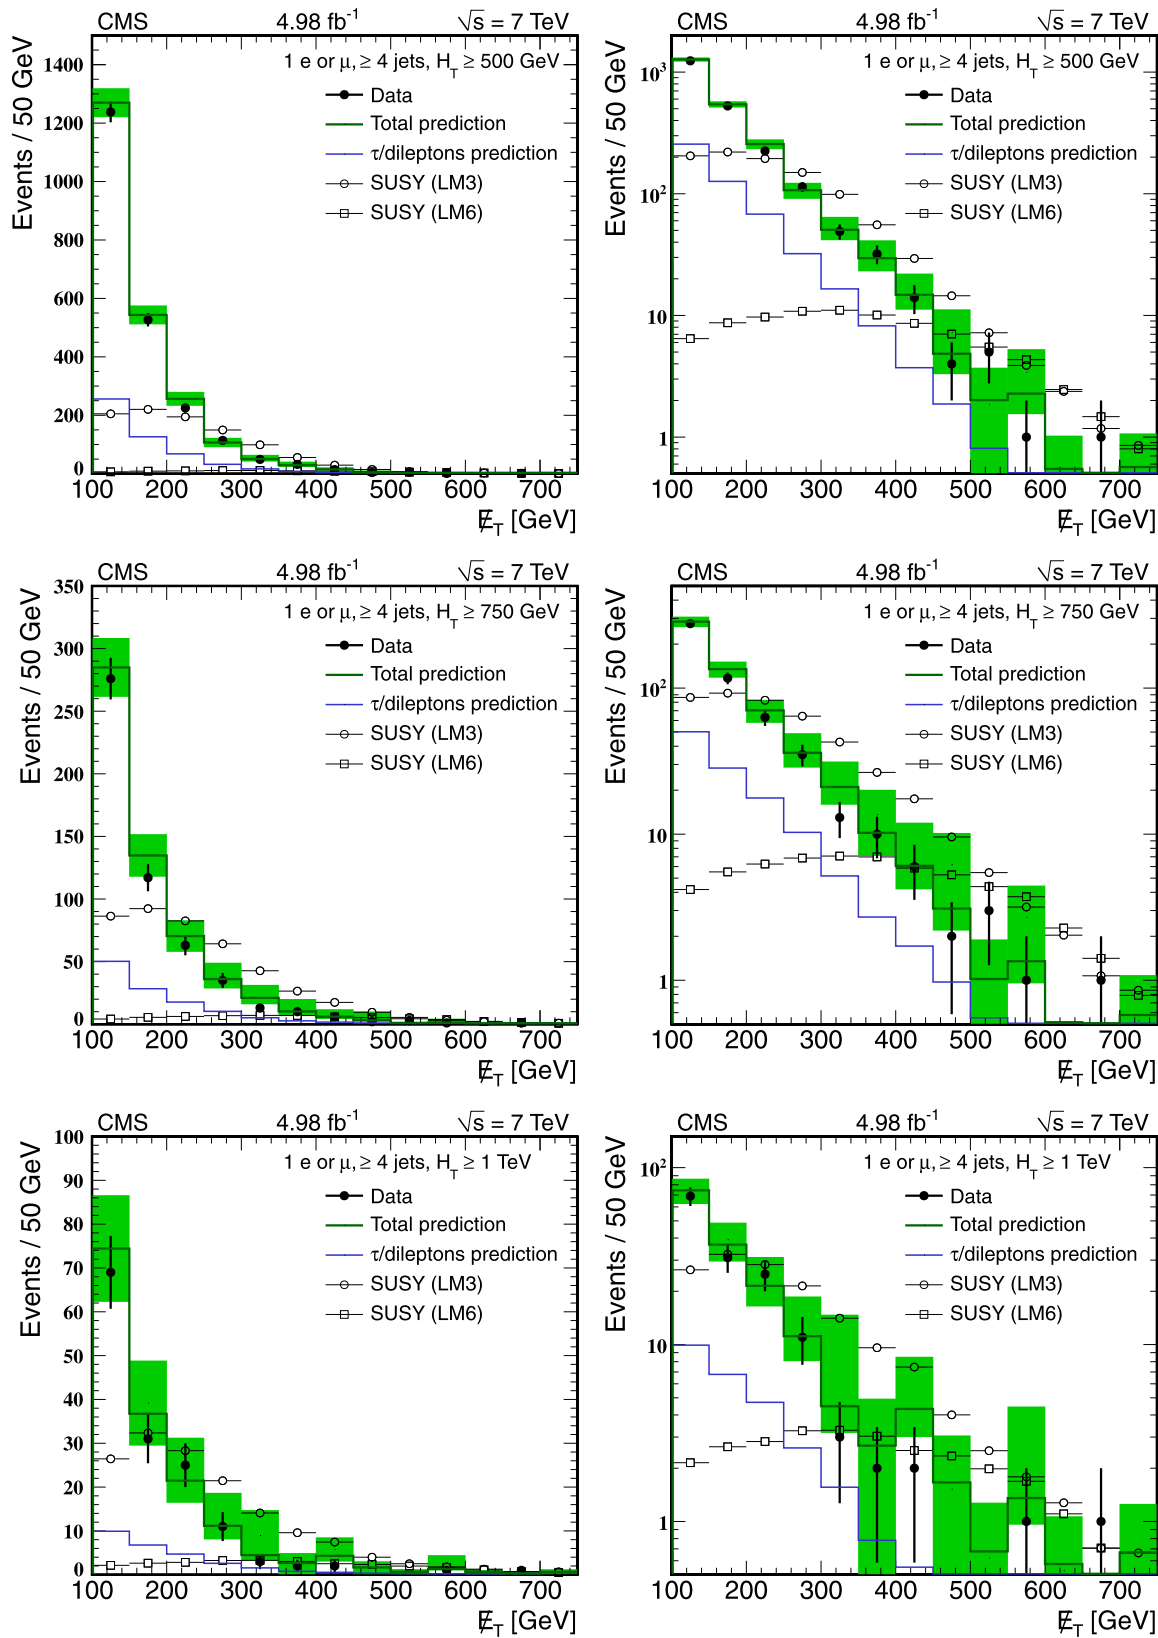 CMS 4.98 fb⁻¹ √s = 7 TeV
1 e or μ, ≥ 4 jets, H_T ≥ 500 GeV
Data
Total prediction
τ/dileptons prediction
SUSY (LM3)
SUSY (LM6)
Events / 50 GeV
1400
1200
1000
800
600
400
200
0
100 200 300 400 500 600 700
E̸_T [GeV]
CMS 4.98 fb⁻¹ √s = 7 TeV
1 e or μ, ≥ 4 jets, H_T ≥ 500 GeV
Data
Total prediction
τ/dileptons prediction
SUSY (LM3)
SUSY (LM6)
Events / 50 GeV
10³
10²
10
1
100 200 300 400 500 600 700
E̸_T [GeV]
CMS 4.98 fb⁻¹ √s = 7 TeV
1 e or μ, ≥ 4 jets, H_T ≥ 750 GeV
Data
Total prediction
τ/dileptons prediction
SUSY (LM3)
SUSY (LM6)
Events / 50 GeV
350
300
250
200
150
100
50
0
100 200 300 400 500 600 700
E̸_T [GeV]
CMS 4.98 fb⁻¹ √s = 7 TeV
1 e or μ, ≥ 4 jets, H_T ≥ 750 GeV
Data
Total prediction
τ/dileptons prediction
SUSY (LM3)
SUSY (LM6)
Events / 50 GeV
10²
10
1
100 200 300 400 500 600 700
E̸_T [GeV]
CMS 4.98 fb⁻¹ √s = 7 TeV
1 e or μ, ≥ 4 jets, H_T ≥ 1 TeV
Data
Total prediction
τ/dileptons prediction
SUSY (LM3)
SUSY (LM6)
Events / 50 GeV
100
90
80
70
60
50
40
30
20
10
0
100 200 300 400 500 600 700
E̸_T [GeV]
CMS 4.98 fb⁻¹ √s = 7 TeV
1 e or μ, ≥ 4 jets, H_T ≥ 1 TeV
Data
Total prediction
τ/dileptons prediction
SUSY (LM3)
SUSY (LM6)
Events / 50 GeV
10²
10
1
100 200 300 400 500 600 700
E̸_T [GeV]